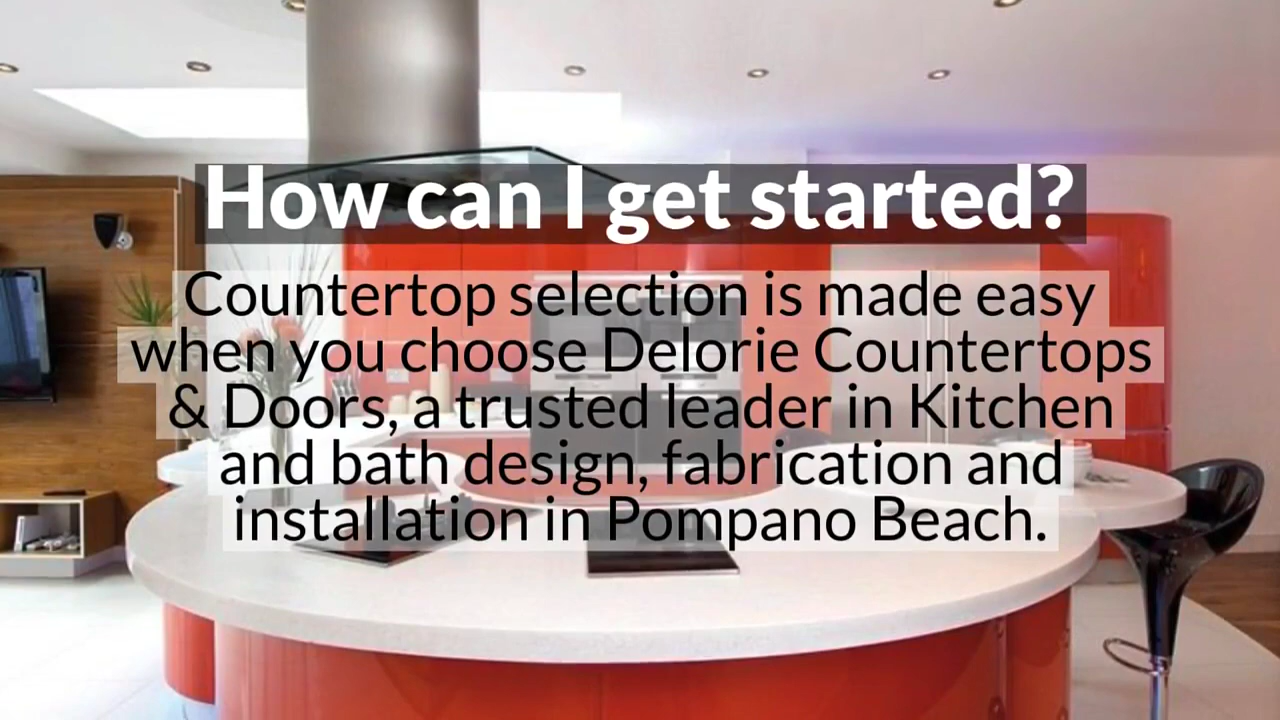 How can I get started?
Countertop selection is made easy
when you choose Delorie Countertops
& Doors, a trusted leader in Kitchen
and bath design, fabrication and
installation in Pompano Beach.